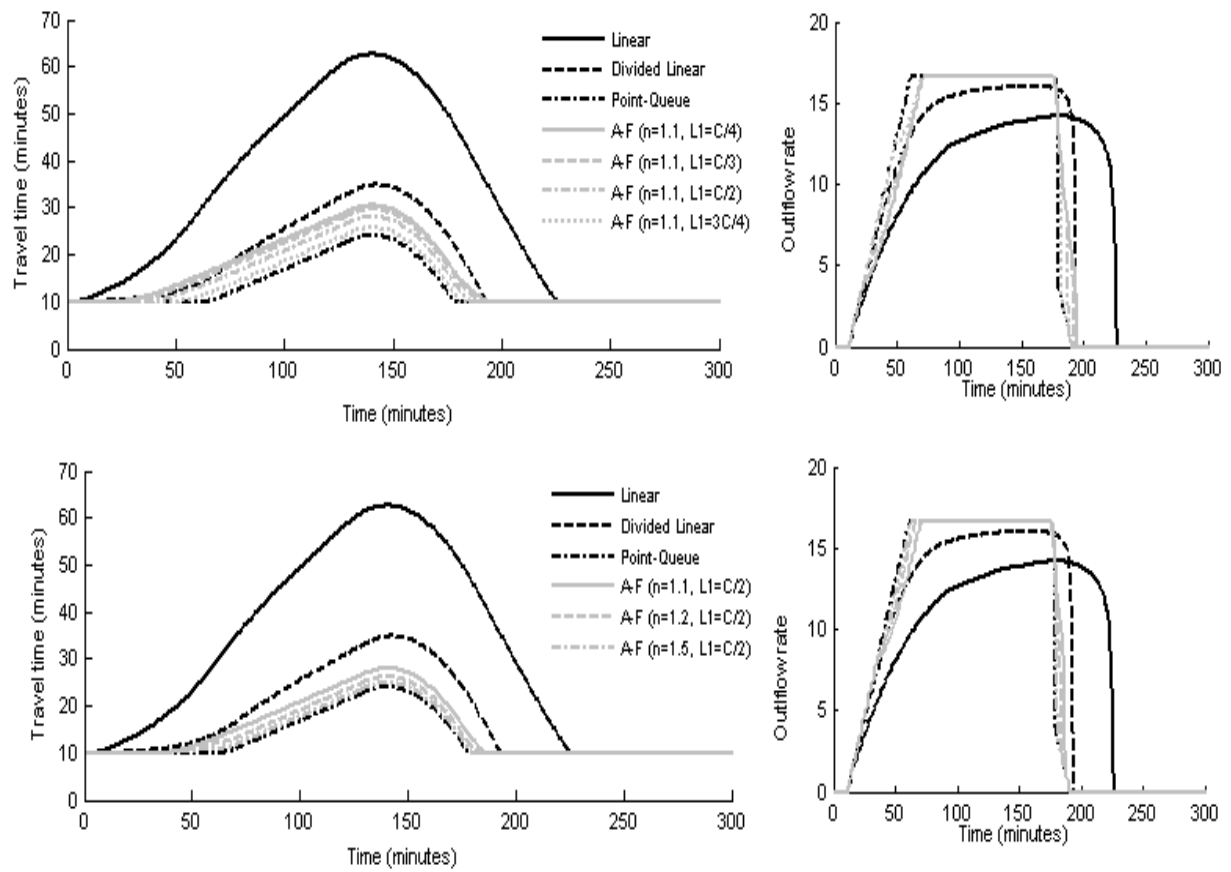 70
60
50
40
30
20
10
0
Travel time (minutes)
0 50 100 150 200 250 300
Time (minutes)
Linear
Divided Linear
Point-Queue
A-F (n=1.1, L1=C/4)
A-F (n=1.1, L1=C/3)
A-F (n=1.1, L1=C/2)
A-F (n=1.1, L1=3C/4)
20
15
10
5
0
Outlflow rate
0 50 100 150 200 250 300
Time (minutes)
70
60
50
40
30
20
10
0
Travel time (minutes)
0 50 100 150 200 250 300
Time (minutes)
Linear
Divided Linear
Point-Queue
A-F (n=1.1, L1=C/2)
A-F (n=1.2, L1=C/2)
A-F (n=1.5, L1=C/2)
20
15
10
5
0
Outlflow rate
0 50 100 150 200 250 300
Time (minutes)